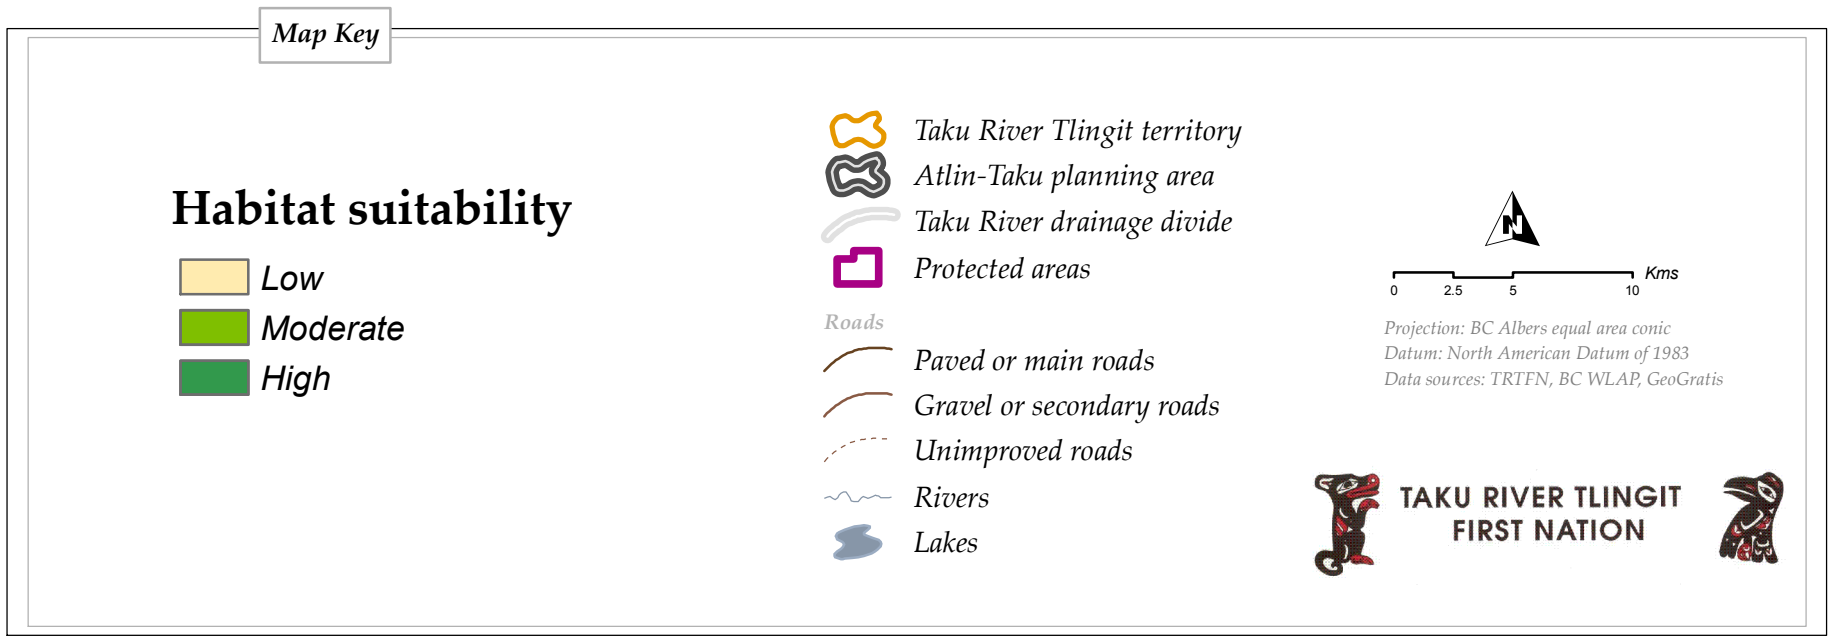 Map Key
Habitat suitability
Low
Moderate
High
Taku River Tlingit territory
Atlin-Taku planning area
Taku River drainage divide
Protected areas
Roads
Paved or main roads
Gravel or secondary roads
Unimproved roads
Rivers
Lakes
N
Kms
0 2.5 5 10
Projection: BC Albers equal area conic
Datum: North American Datum of 1983
Data sources: TRTFN, BC WLAP, GeoGratis
TAKU RIVER TLINGIT
FIRST NATION